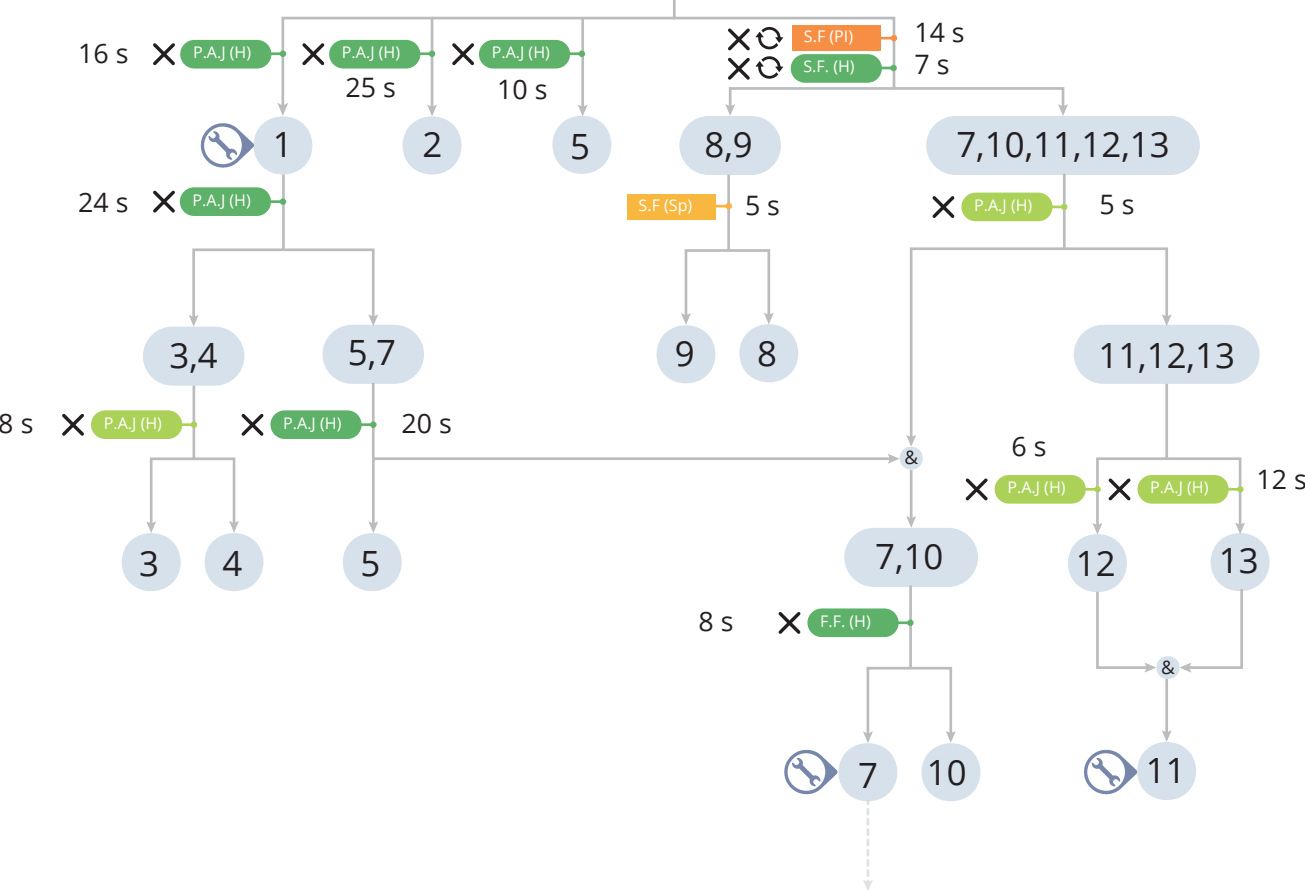 S.F (Pl)
14 s
16 s
P.A.J (H)
P.A.J (H)
P.A.J (H)
S.F. (H)
7 s
25 s
10 s
1
2
5
8,9
7,10,11,12,13
24 s
P.A.J (H)
S.F (Sp)
5 s
P.A.J (H)
5 s
3,4
5,7
9
8
11,12,13
8 s
P.A.J (H)
P.A.J (H)
20 s
&
6 s
P.A.J (H)
P.A.J (H)
12 s
3
4
5
7,10
12
13
8 s
F.F. (H)
&
7
10
11